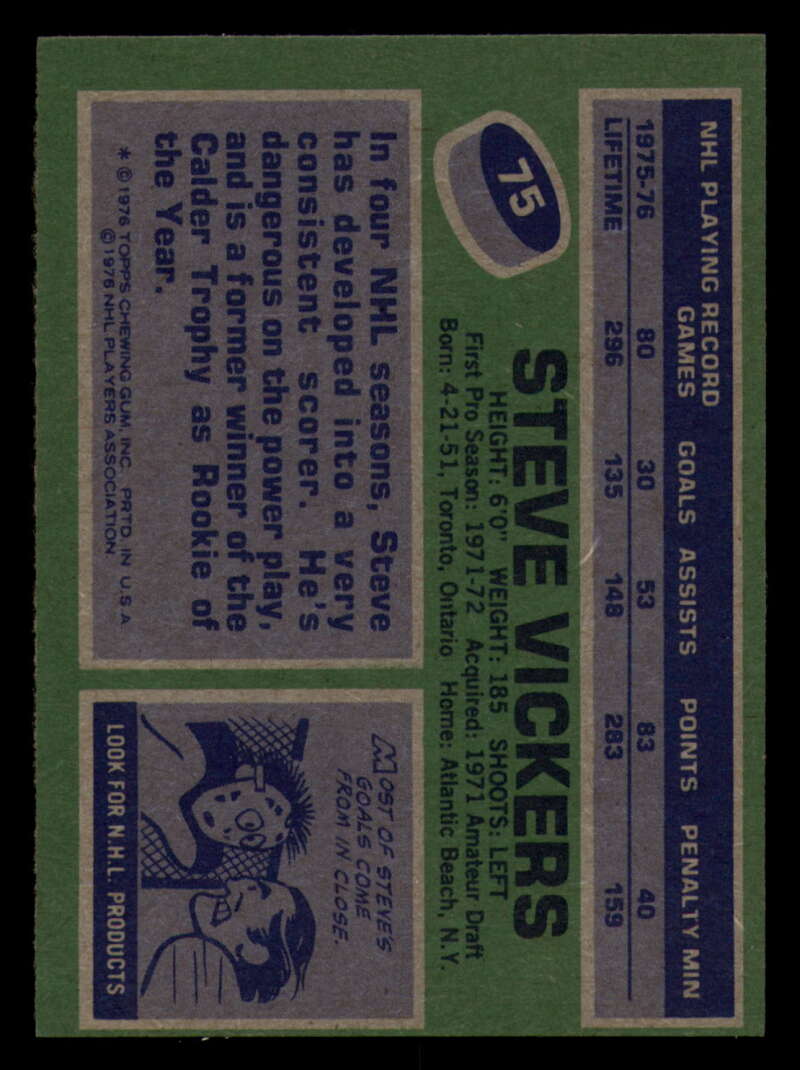 NHL PLAYING RECORD
GAMES GOALS ASSISTS POINTS PENALTY MIN
1975-76 80 30 53 83 40
LIFETIME 296 135 148 283 159
75
STEVE VICKERS
HEIGHT: 6'0" WEIGHT: 185 SHOOTS: LEFT
First Pro Season: 1971-72 Acquired: 1971 Amateur Draft
Born: 4-21-51, Toronto, Ontario Home: Atlantic Beach, N.Y.
In four NHL seasons, Steve
has developed into a very
consistent scorer. He's
dangerous on the power play,
and is a former winner of the
Calder Trophy as Rookie of
the Year.
* © 1976 TOPPS CHEWING GUM, INC. PRTD. IN U.S.A.
© 1976 NHL PLAYERS ASSOCIATION
MOST OF STEVE'S
GOALS COME
FROM IN CLOSE.
LOOK FOR N.H.L. PRODUCTS